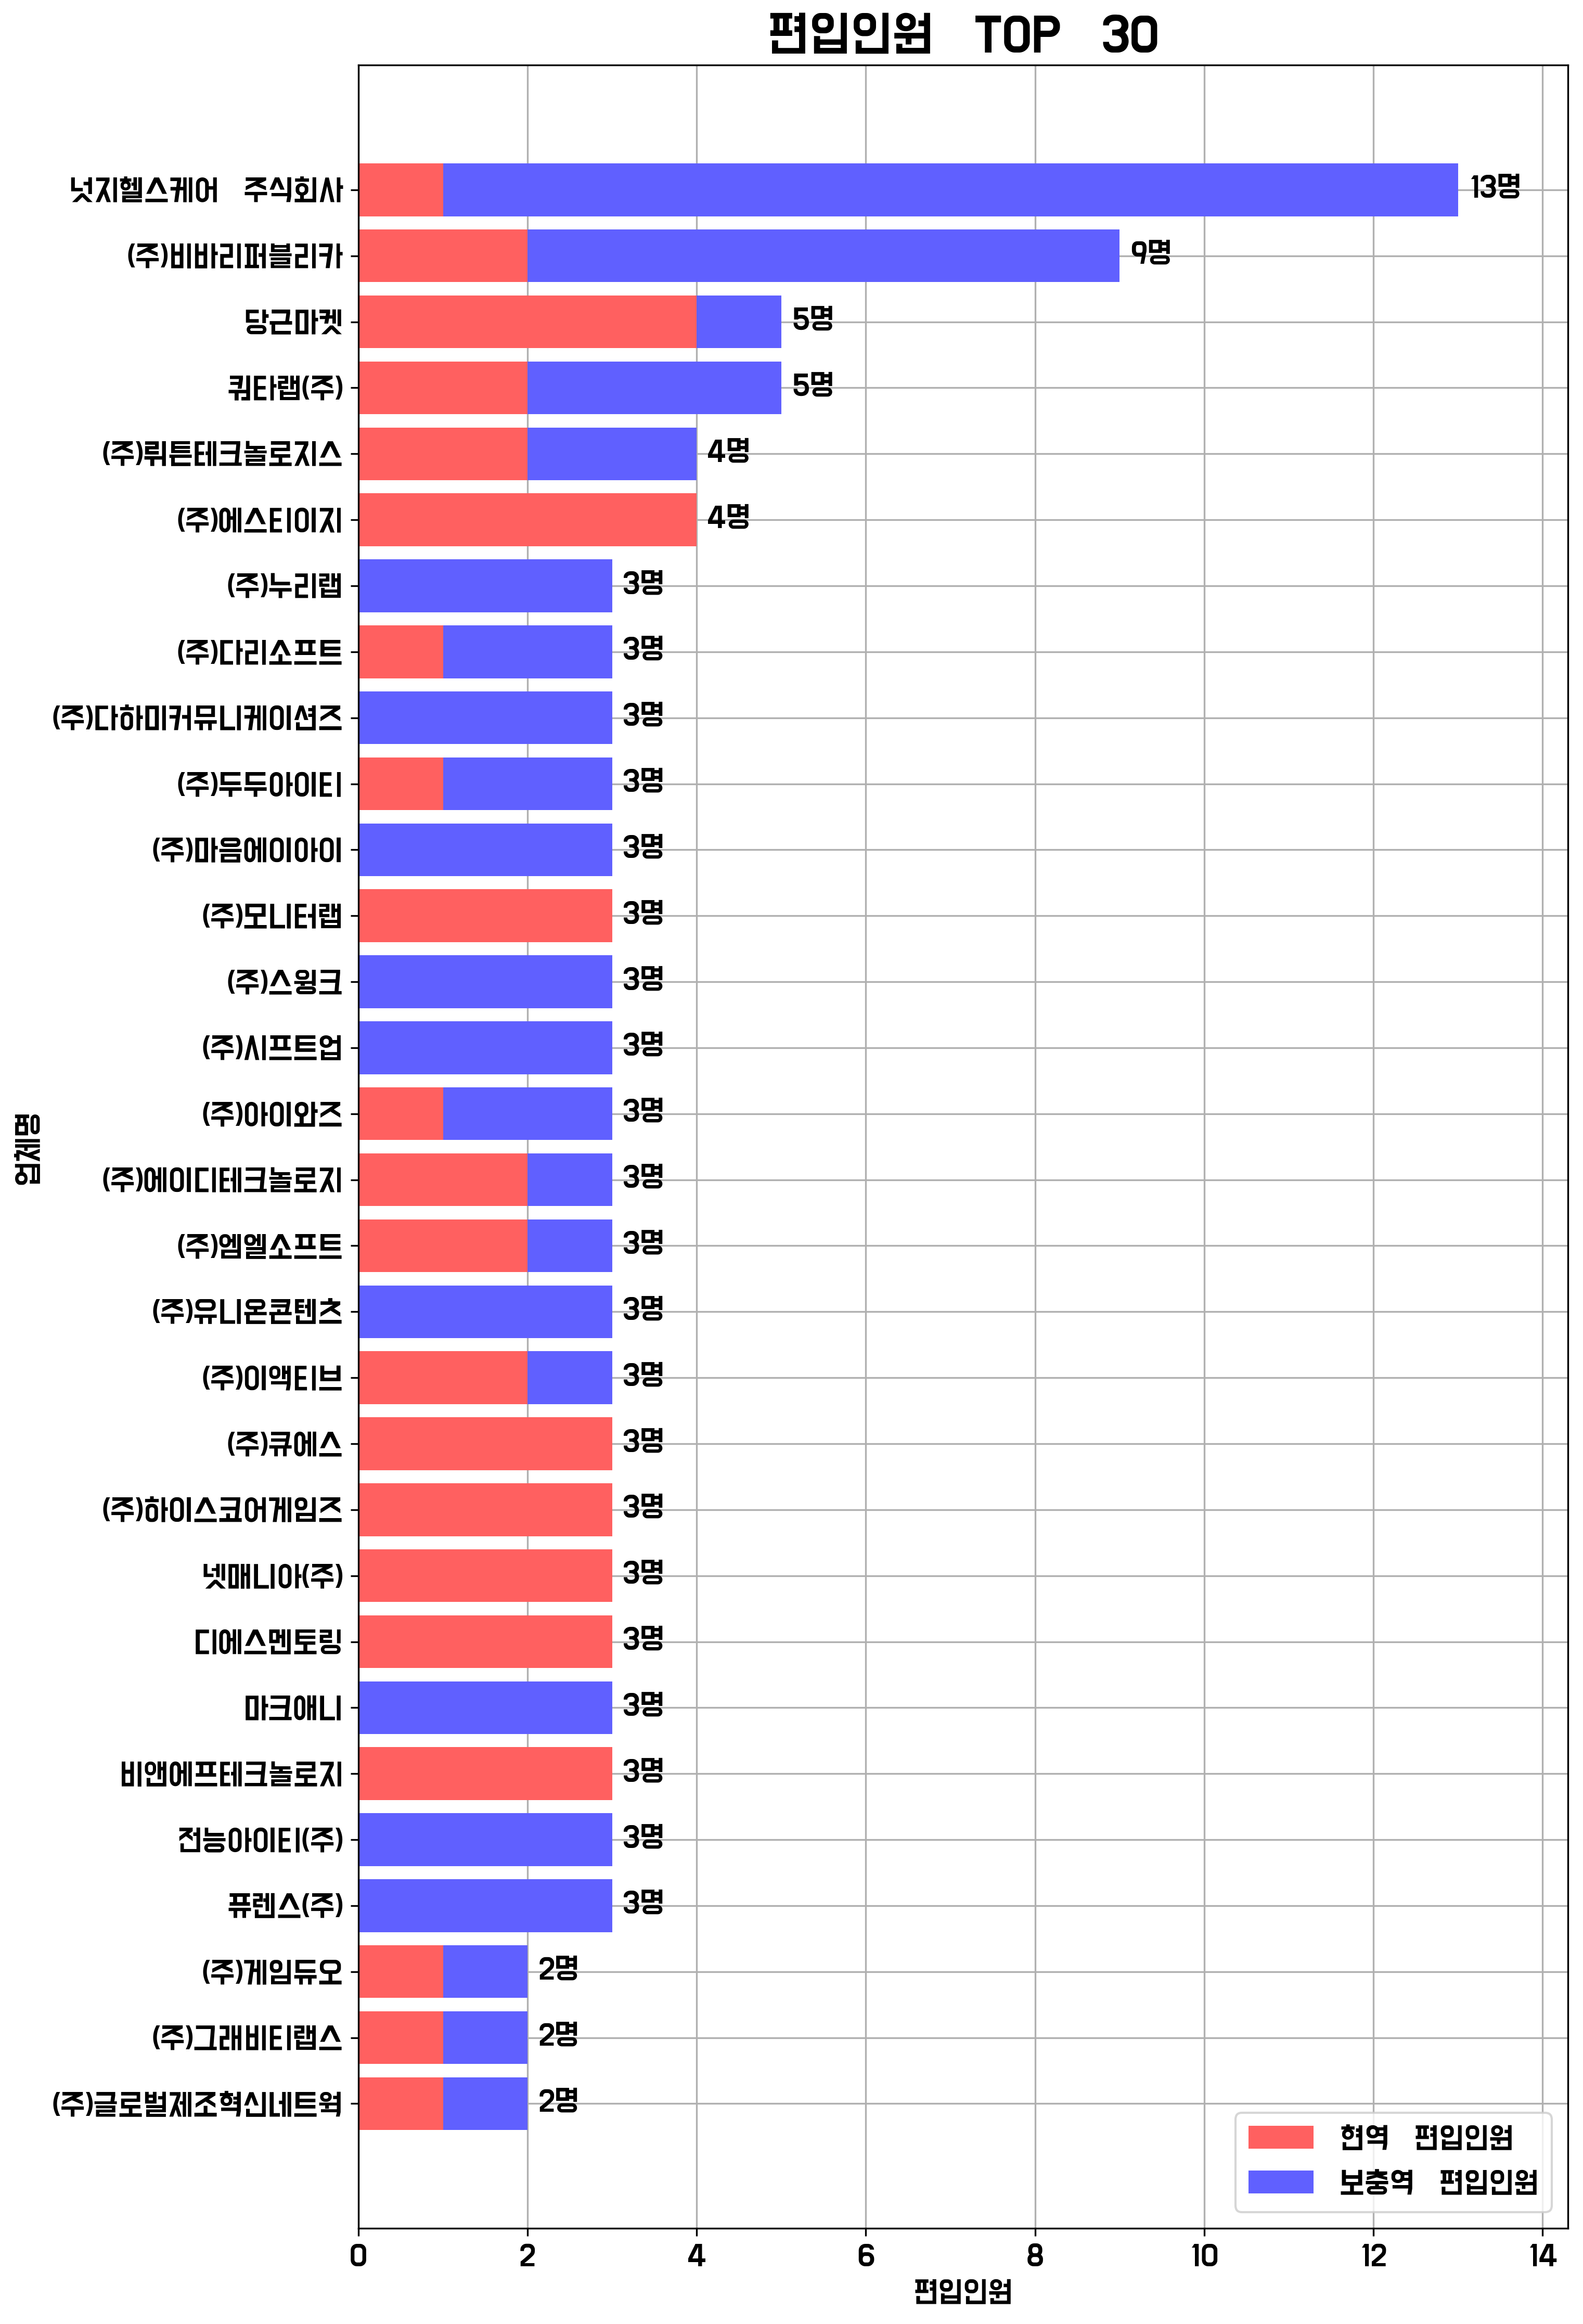 편입인원 TOP 30
넛지헬스케어 주식회사 13명
(주)비바리퍼블리카 9명
당근마켓 5명
쿼타랩(주) 5명
(주)뤼튼테크놀로지스 4명
(주)에스티이지 4명
(주)누리랩 3명
(주)다리소프트 3명
(주)다하미커뮤니케이션즈 3명
(주)두두아이티 3명
(주)마음에이아이 3명
(주)모니터랩 3명
(주)스윙크 3명
(주)시프트업 3명
(주)아이와즈 3명
(주)에이디테크놀로지 3명
(주)엠엘소프트 3명
(주)유니온콘텐츠 3명
(주)이액티브 3명
(주)큐에스 3명
(주)하이스코어게임즈 3명
넷매니아(주) 3명
디에스멘토링 3명
마크애니 3명
비앤에프테크놀로지 3명
전능아이티(주) 3명
퓨렌스(주) 3명
(주)게임듀오 2명
(주)그래비티랩스 2명
(주)글로벌제조혁신네트웍 2명
업체명
현역 편입인원
보충역 편입인원
0 2 4 6 8 10 12 14
편입인원